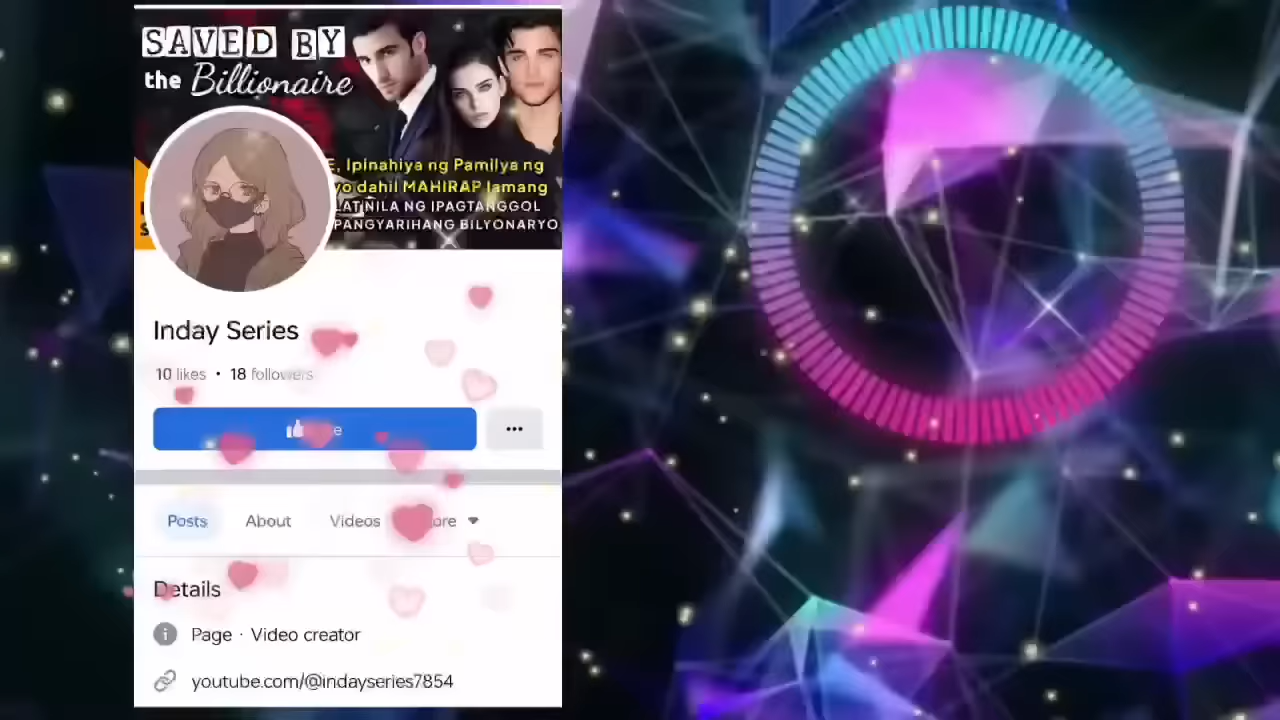 SAVED BY
the Billionaire
, Ipinahiya ng Pamilya ng
dahil MAHIRAP lamang
NILA NG IPAGTANGGOL
PANGYARIHANG BILYONARYO
Inday Series
10 likes • 18 followers
...
Posts About Videos
Details
Page · Video creator
youtube.com/@indayseries7854